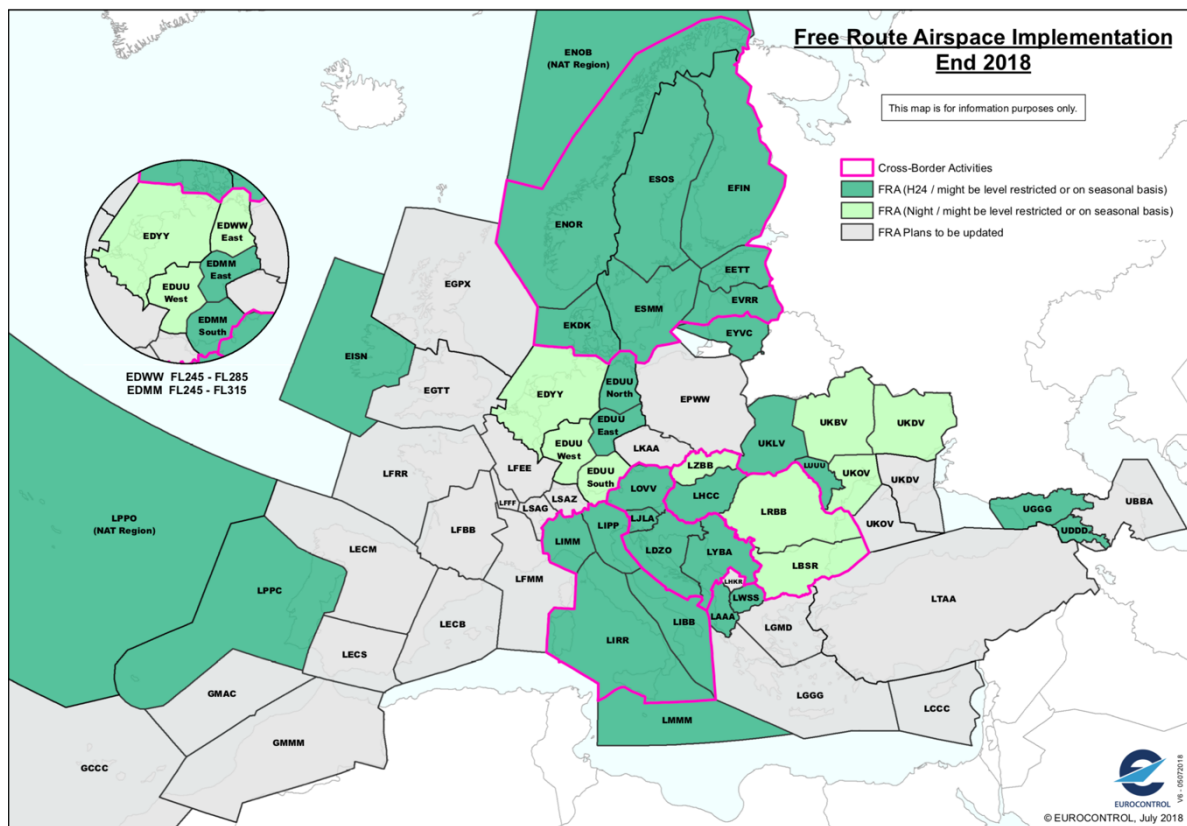 Free Route Airspace Implementation
End 2018
This map is for information purposes only.
Cross-Border Activities
FRA (H24 / might be level restricted or on seasonal basis)
FRA (Night / might be level restricted or on seasonal basis)
FRA Plans to be updated
ENOB
(NAT Region)
ESOS
EFIN
ENOR
EDYY
EDWW
East
EDMM
East
EDUU
West
EDMM
South
EDWW FL245 - FL285
EDMM FL245 - FL315
EGPX
EETT
EVRR
ESMM
EKDK
EYVC
EISN
EGTT
EDUU
North
EDYY
EPWW
EDUU
East
UKBV
UKDV
UKLV
EDUU
West
LKAA
LFRR
LFEE
EDUU
South
LZBB
LUUU
UKOV
UKDV
LOVV
LHCC
LFFF
LSAG
LSAZ
LRBB
UKOV
UGGG
UBBA
UDDD
LPPO
(NAT Region)
LFBB
LIMM
LIPP
LJLA
LECM
LDZO
LYBA
LBSR
LFMM
LHKR
LWSS
LAAA
LPPC
LTAA
LECB
LIBB
LGMD
LECS
LIRR
LGGG
LCCC
GMAC
LMMM
GMMM
GCCC
EUROCONTROL
V6 - 05072018
© EUROCONTROL, July 2018